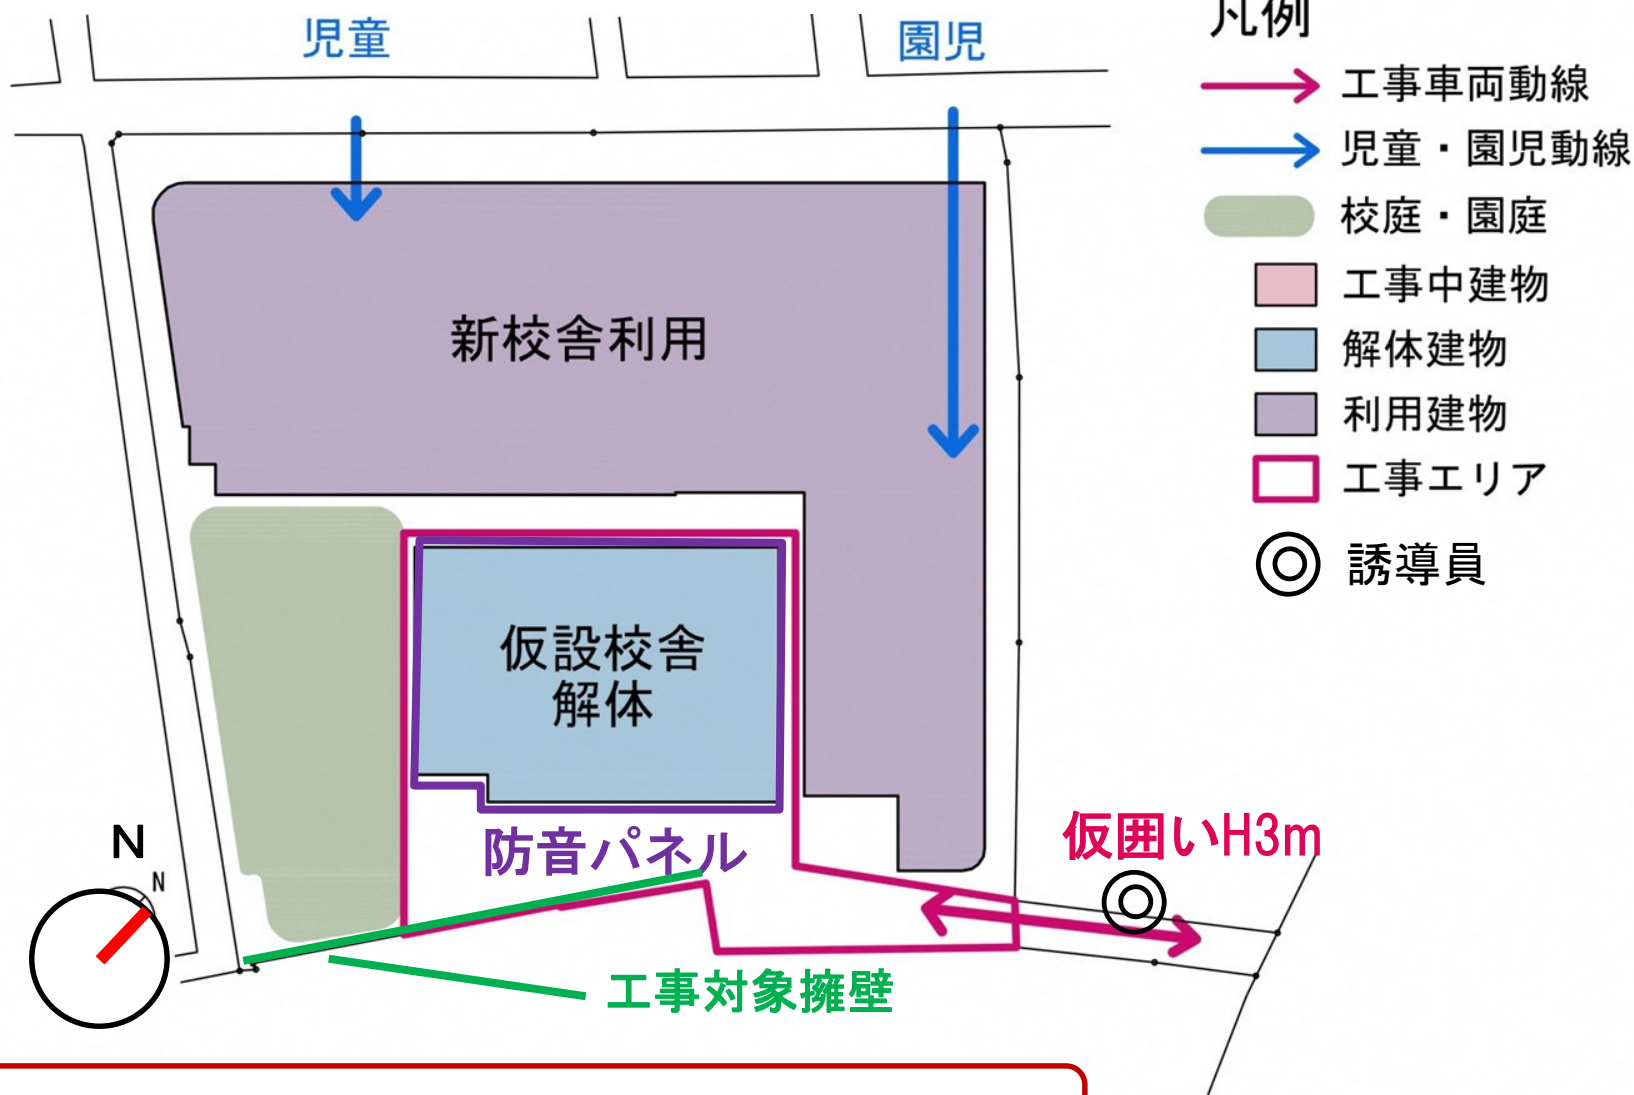 児童
園児
凡例
工事車両動線
児童・園児動線
校庭・園庭
工事中建物
解体建物
利用建物
工事エリア
誘導員
新校舎利用
仮設校舎
解体
防音パネル
仮囲いH3m
N
N
工事対象擁壁